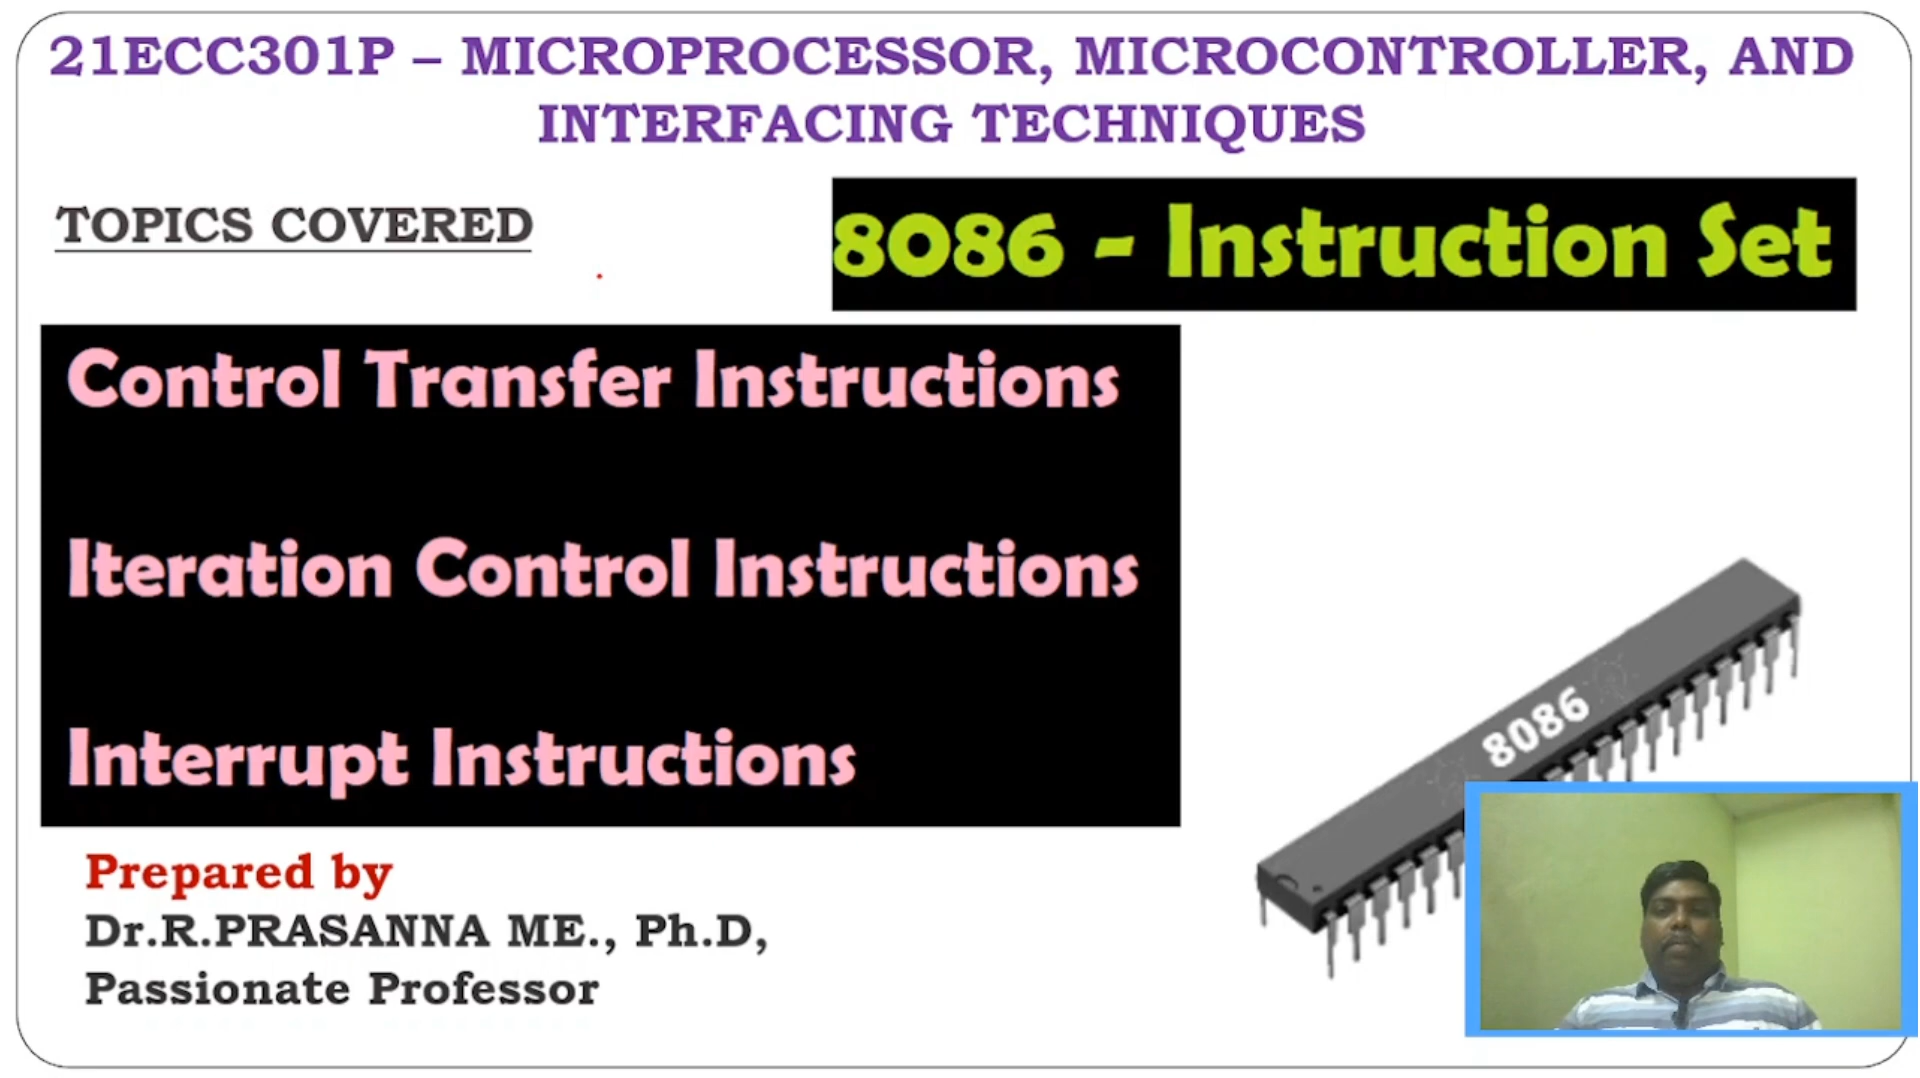 21ECC301P – MICROPROCESSOR, MICROCONTROLLER, AND
INTERFACING TECHNIQUES
TOPICS COVERED
8086 - Instruction Set
Control Transfer Instructions
Iteration Control Instructions
Interrupt Instructions
8086
Prepared by
Dr.R.PRASANNA ME., Ph.D,
Passionate Professor